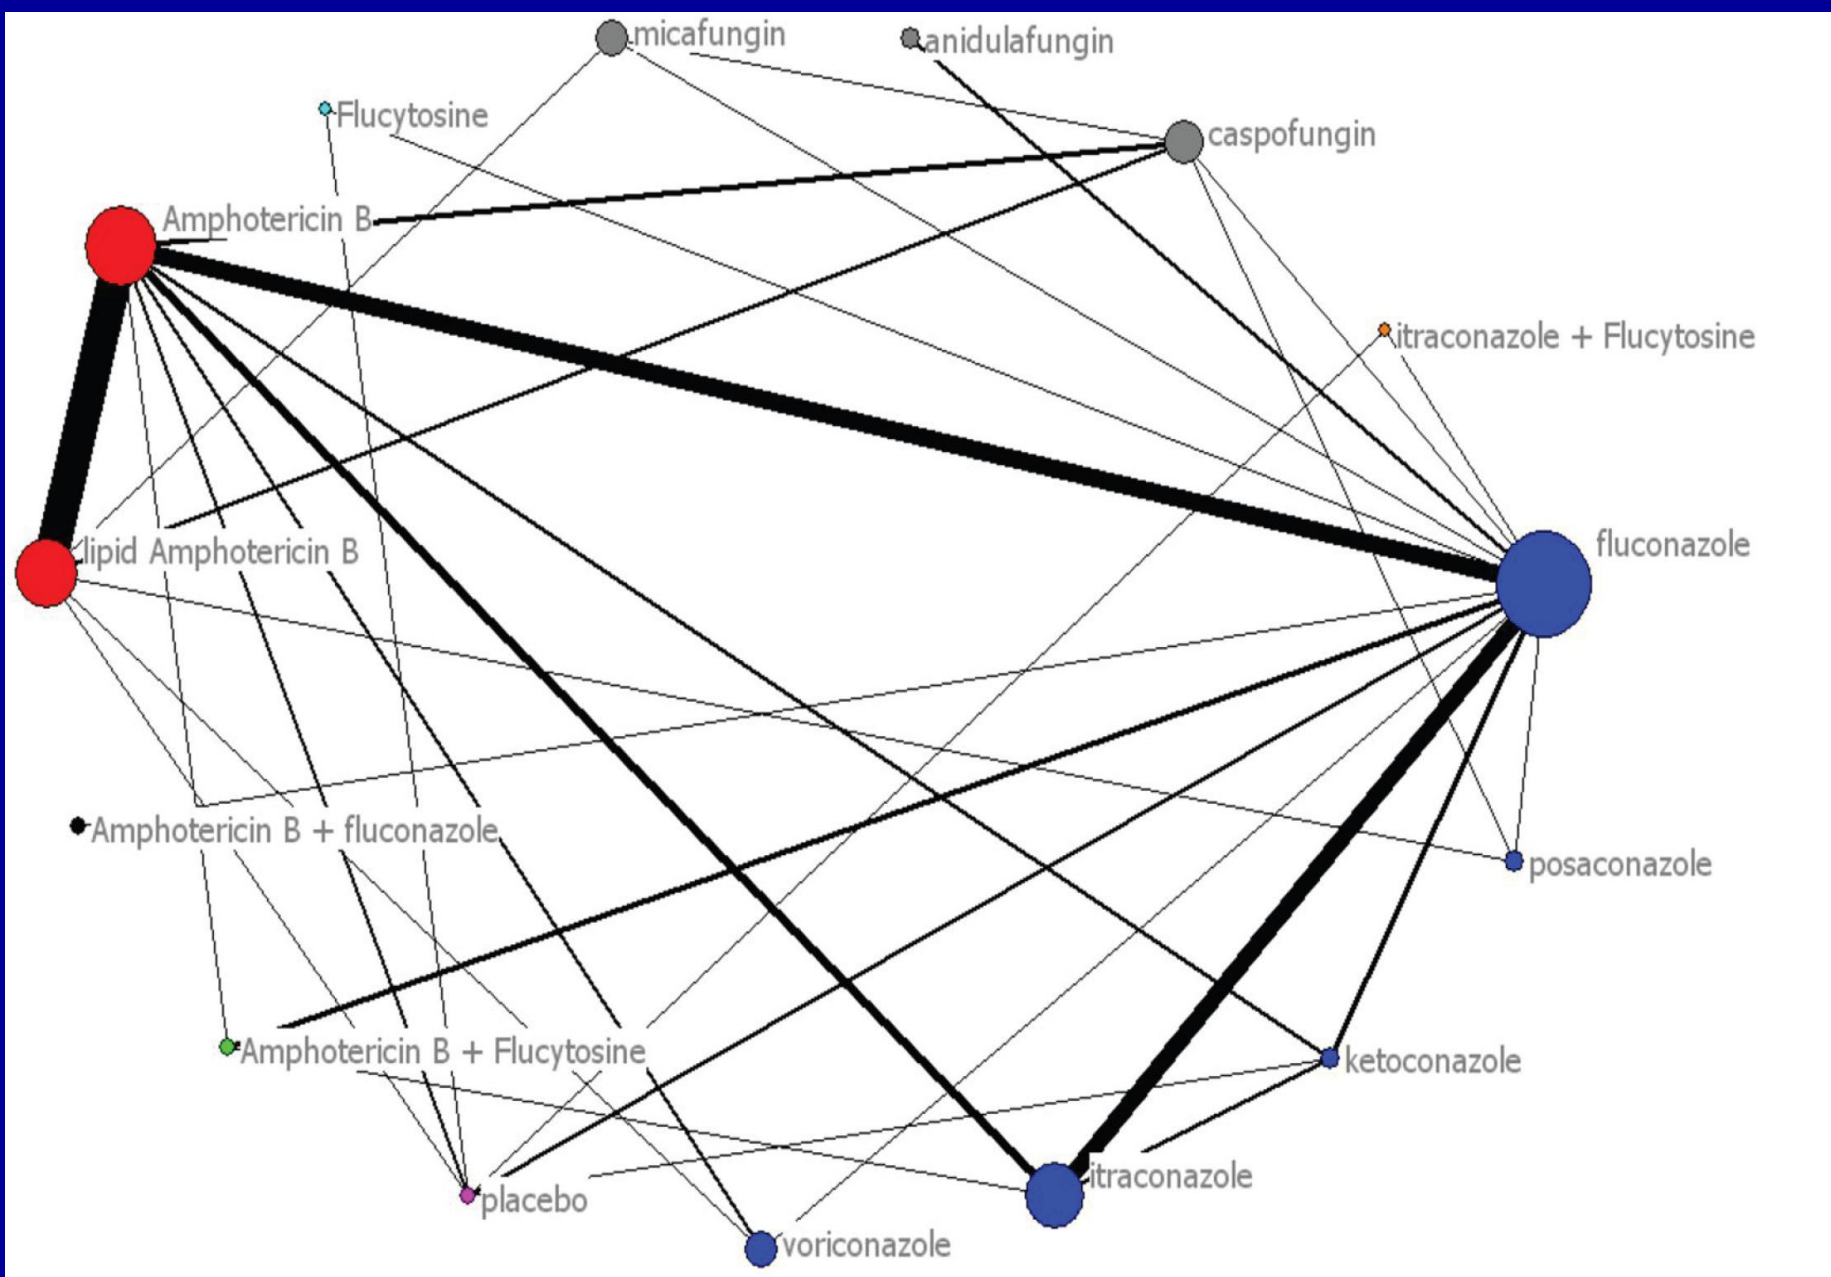 micafungin
anidulafungin
Flucytosine
caspofungin
Amphotericin B
itraconazole + Flucytosine
fluconazole
lipid Amphotericin B
Amphotericin B + fluconazole
posaconazole
Amphotericin B + Flucytosine
ketoconazole
itraconazole
placebo
voriconazole